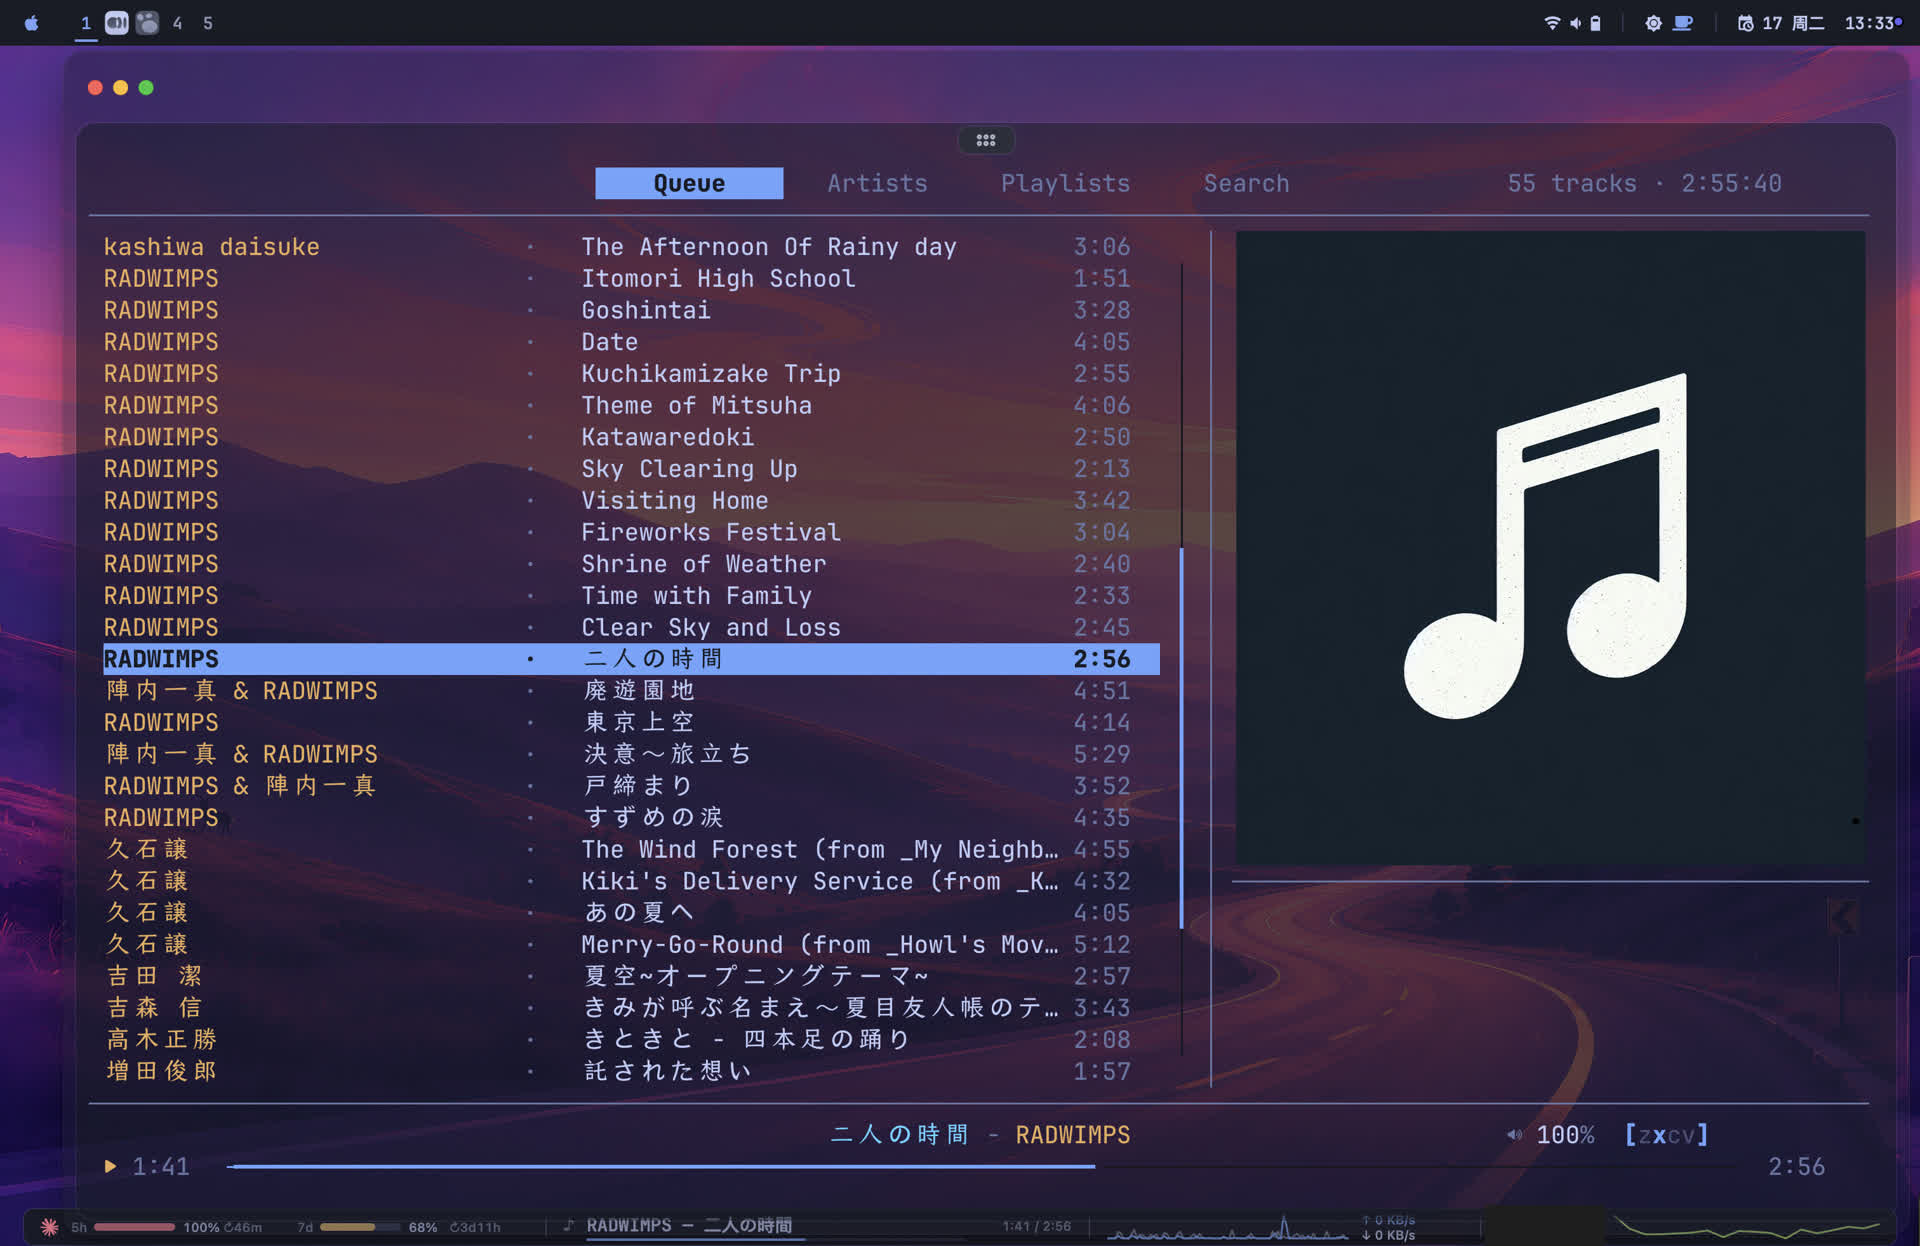 1 4 5 17 周二 13:33
Queue Artists Playlists Search 55 tracks · 2:55:40
kashiwa daisuke · The Afternoon Of Rainy day 3:06
RADWIMPS · Itomori High School 1:51
RADWIMPS · Goshintai 3:28
RADWIMPS · Date 4:05
RADWIMPS · Kuchikamizake Trip 2:55
RADWIMPS · Theme of Mitsuha 4:06
RADWIMPS · Katawaredoki 2:50
RADWIMPS · Sky Clearing Up 2:13
RADWIMPS · Visiting Home 3:42
RADWIMPS · Fireworks Festival 3:04
RADWIMPS · Shrine of Weather 2:40
RADWIMPS · Time with Family 2:33
RADWIMPS · Clear Sky and Loss 2:45
RADWIMPS · 二人の時間 2:56
陣内一真 & RADWIMPS · 廃遊園地 4:51
RADWIMPS · 東京上空 4:14
陣内一真 & RADWIMPS · 決意〜旅立ち 5:29
RADWIMPS & 陣内一真 · 戸締まり 3:52
RADWIMPS · すずめの涙 4:35
久石譲 · The Wind Forest (from _My Neighb… 4:55
久石譲 · Kiki's Delivery Service (from _K… 4:32
久石譲 · あの夏へ 4:05
久石譲 · Merry-Go-Round (from _Howl's Mov… 5:12
吉田 潔 · 夏空~オープニングテーマ~ 2:57
吉森 信 · きみが呼ぶ名まえ〜夏目友人帳のテ… 3:43
高木正勝 · きときと - 四本足の踊り 2:08
増田俊郎 · 託された想い 1:57
二人の時間 - RADWIMPS 100% [zxcv]
1:41 2:56
5h 100% 46m 7d 68% 3d11h RADWIMPS — 二人の時間 1:41 / 2:56 ↑ 0 KB/s
↓ 0 KB/s